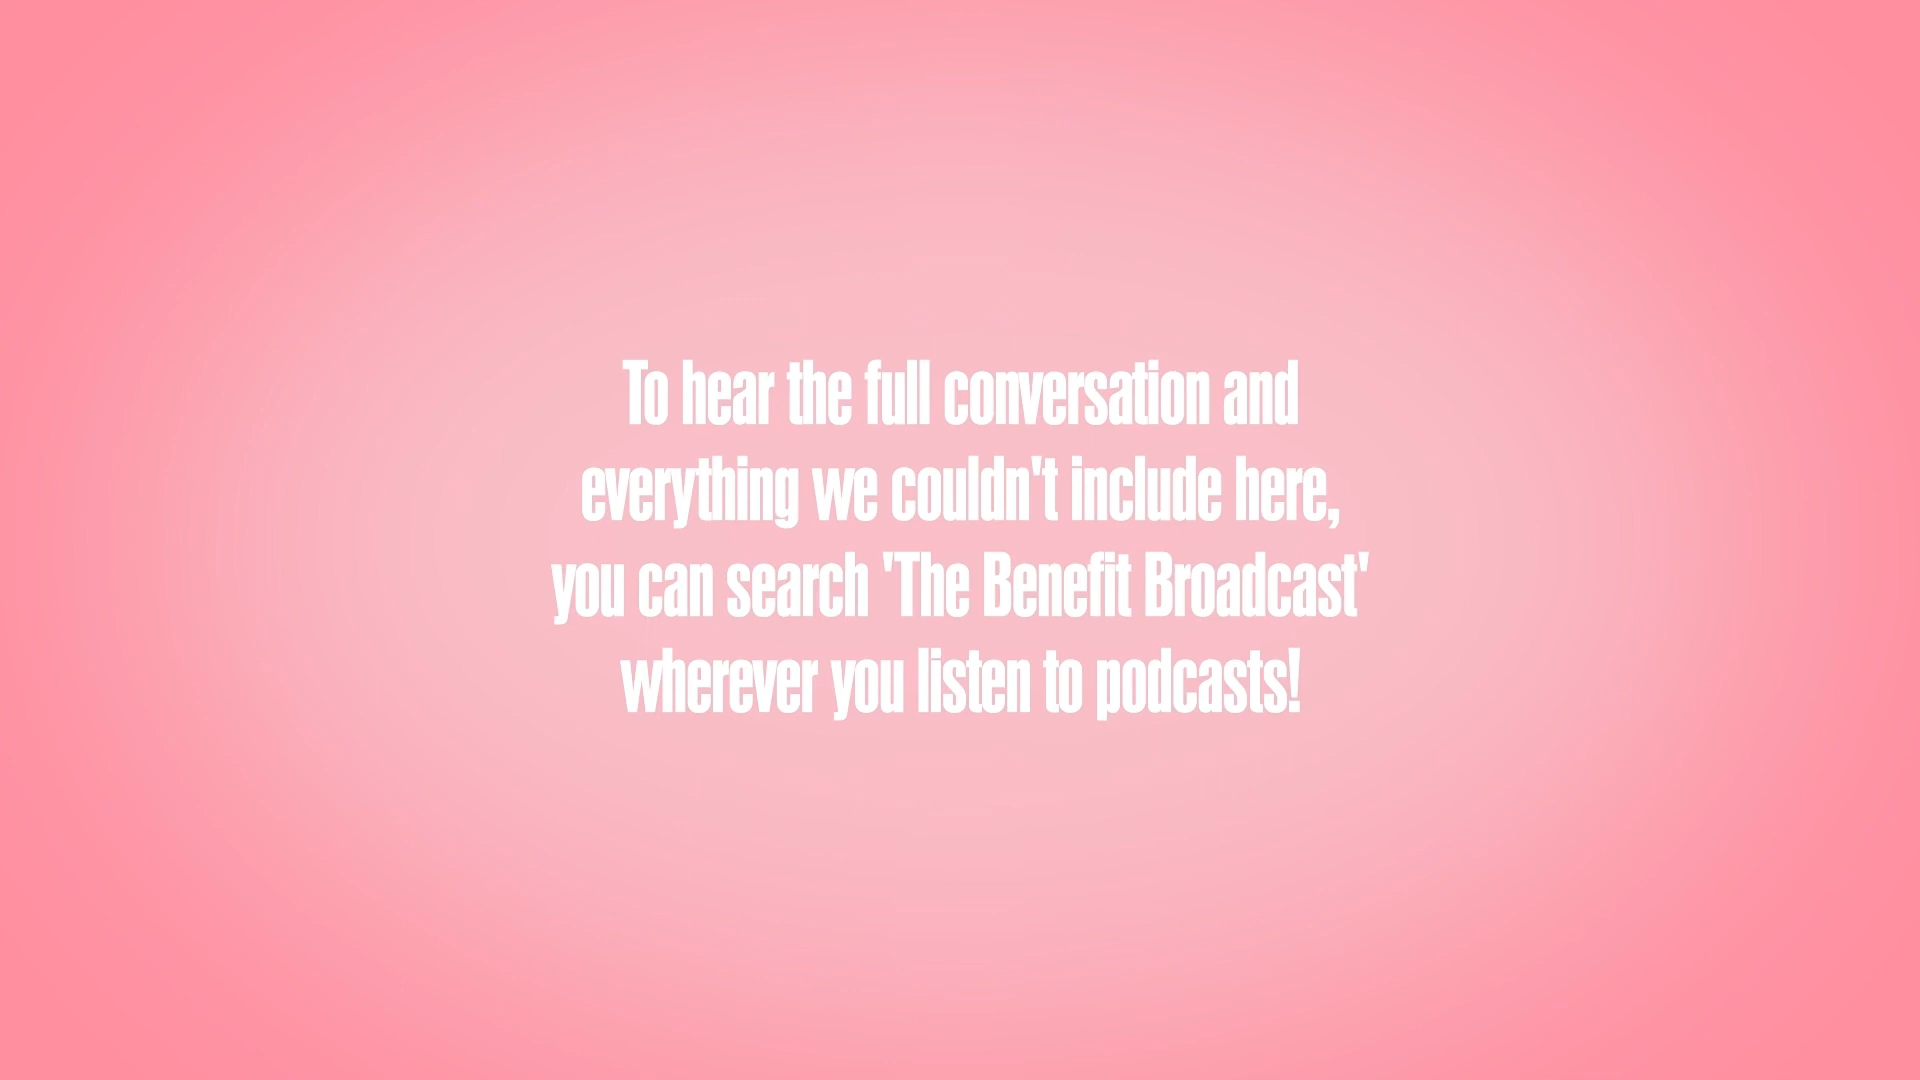 To hear the full conversation and
everything we couldn't include here,
you can search 'The Benefit Broadcast'
wherever you listen to podcasts!